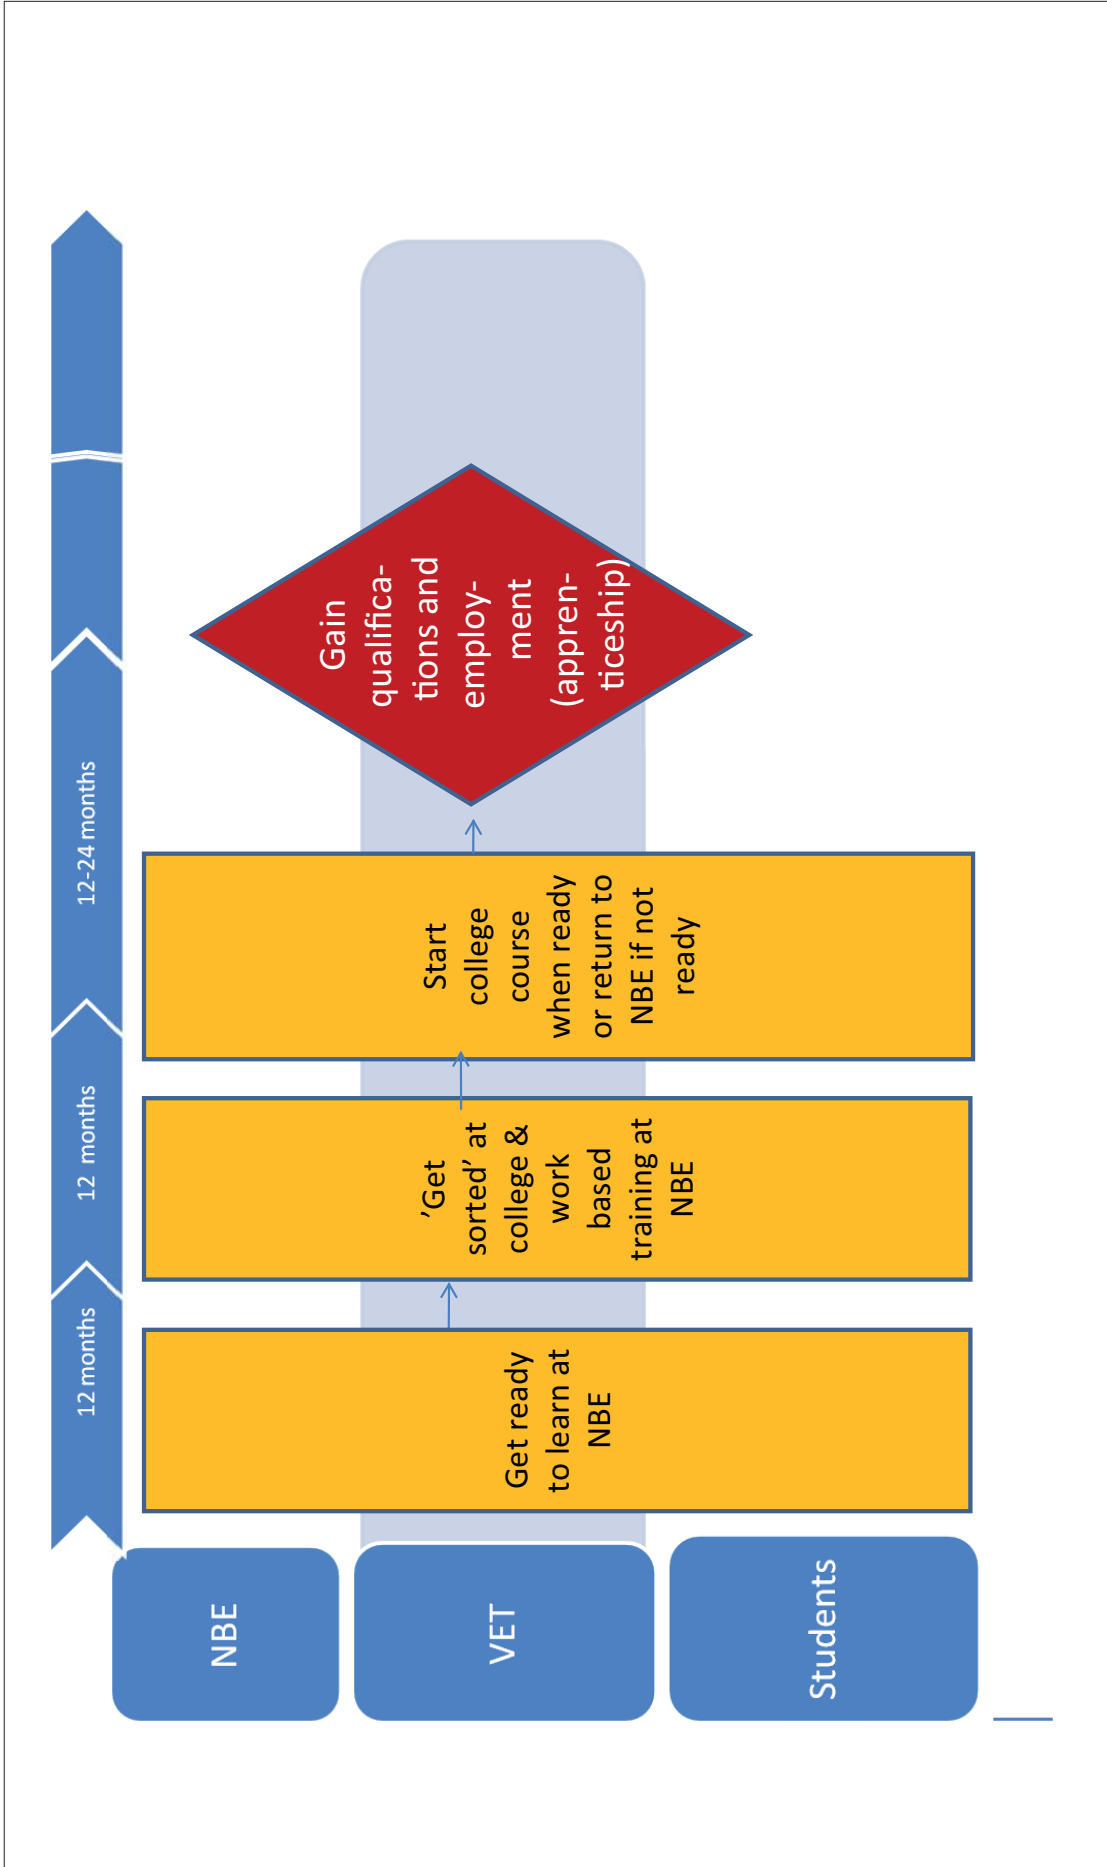 12 months
12 months
12-24 months
NBE
VET
Students
Get ready
to learn at
NBE
’Get
sorted’ at
college &
work
based
training at
NBE
Start
college
course
when ready
or return to
NBE if not
ready
Gain
qualifica-
tions and
employ-
ment
(appren-
ticeship)